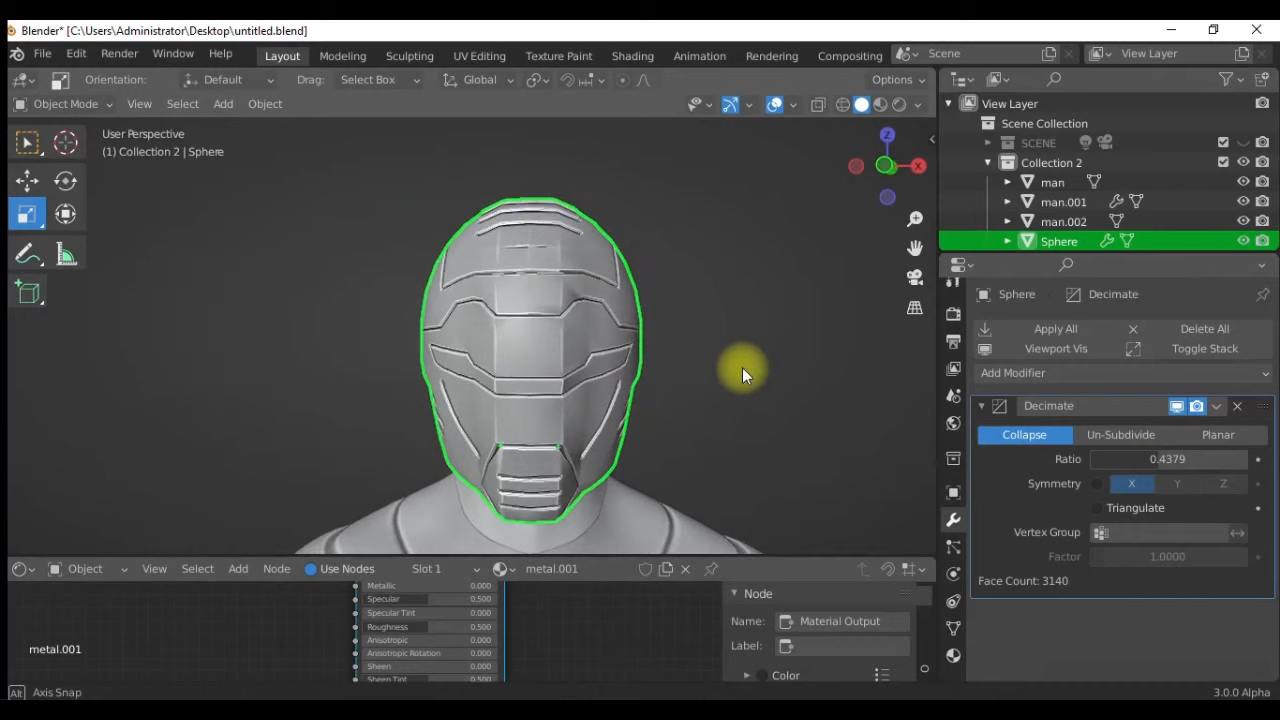 Blender* [C:\Users\Administrator\Desktop\untitled.blend]
File Edit Render Window Help Layout Modeling Sculpting UV Editing Texture Paint Shading Animation Rendering Compositing Scene View Layer
Orientation: Default Drag: Select Box Global Options
Object Mode View Select Add Object
User Perspective
(1) Collection 2 | Sphere
Z
X
View Layer
Scene Collection
SCENE
Collection 2
man
man.001
man.002
Sphere
Sphere Decimate
Apply All Delete All
Viewport Vis Toggle Stack
Add Modifier
Decimate
Collapse Un-Subdivide Planar
Ratio 0.4379
Symmetry X Y Z
Triangulate
Vertex Group
Factor 1.0000
Face Count: 3140
Object View Select Add Node Use Nodes Slot 1 metal.001
Metallic 0.000
Specular 0.500
Specular Tint 0.000
Roughness 0.500
Anisotropic 0.000
Anisotropic Rotation 0.000
Sheen 0.000
Sheen Tint 0.500
metal.001
Node
Name: Material Output
Label:
Color
Alt Axis Snap
3.0.0 Alpha